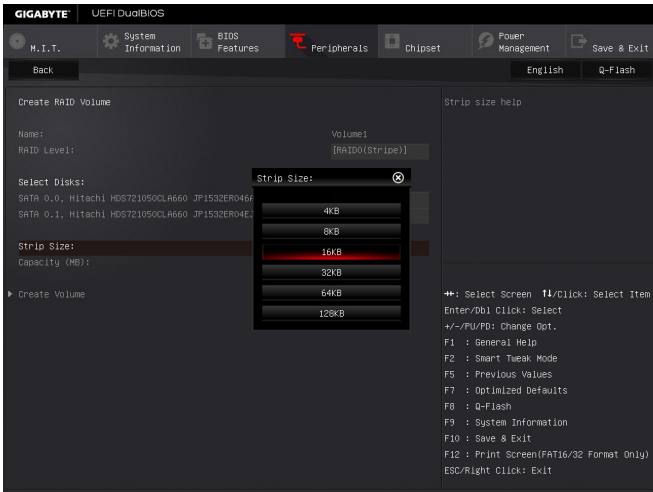 GIGABYTE™ UEFI DualBIOS
M.I.T.
System Information
BIOS Features
Peripherals
Chipset
Power Management
Save & Exit
Back
English
Q-Flash
Create RAID Volume
Strip size help
Name: Volume1
RAID Level: [RAID0(Stripe)]
Select Disks:
SATA 0.0, Hitachi HDS721050CLA660 JP1532ER046
SATA 0.1, Hitachi HDS721050CLA660 JP1532ER04E
Strip Size:
Capacity (MB):
Create Volume
Strip Size:
4KB
8KB
16KB
32KB
64KB
128KB
→←: Select Screen ↑↓/Click: Select Item
Enter/Dbl Click: Select
+/-/PU/PD: Change Opt.
F1 : General Help
F2 : Smart Tweak Mode
F5 : Previous Values
F7 : Optimized Defaults
F8 : Q-Flash
F9 : System Information
F10 : Save & Exit
F12 : Print Screen(FAT16/32 Format Only)
ESC/Right Click: Exit